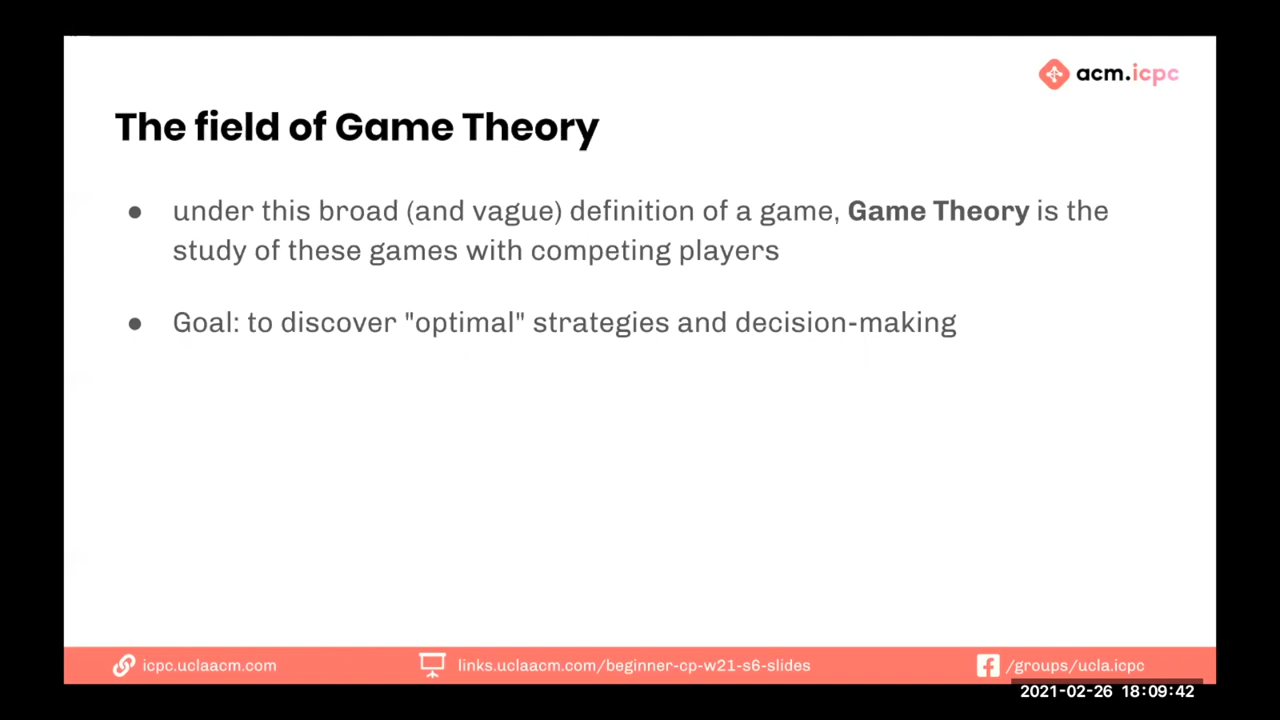 acm.icpc
The field of Game Theory
● under this broad (and vague) definition of a game, Game Theory is the
study of these games with competing players
● Goal: to discover "optimal" strategies and decision-making
icpc.uclaacm.com
links.uclaacm.com/beginner-cp-w21-s6-slides
/groups/ucla.icpc
2021-02-26 18:09:42